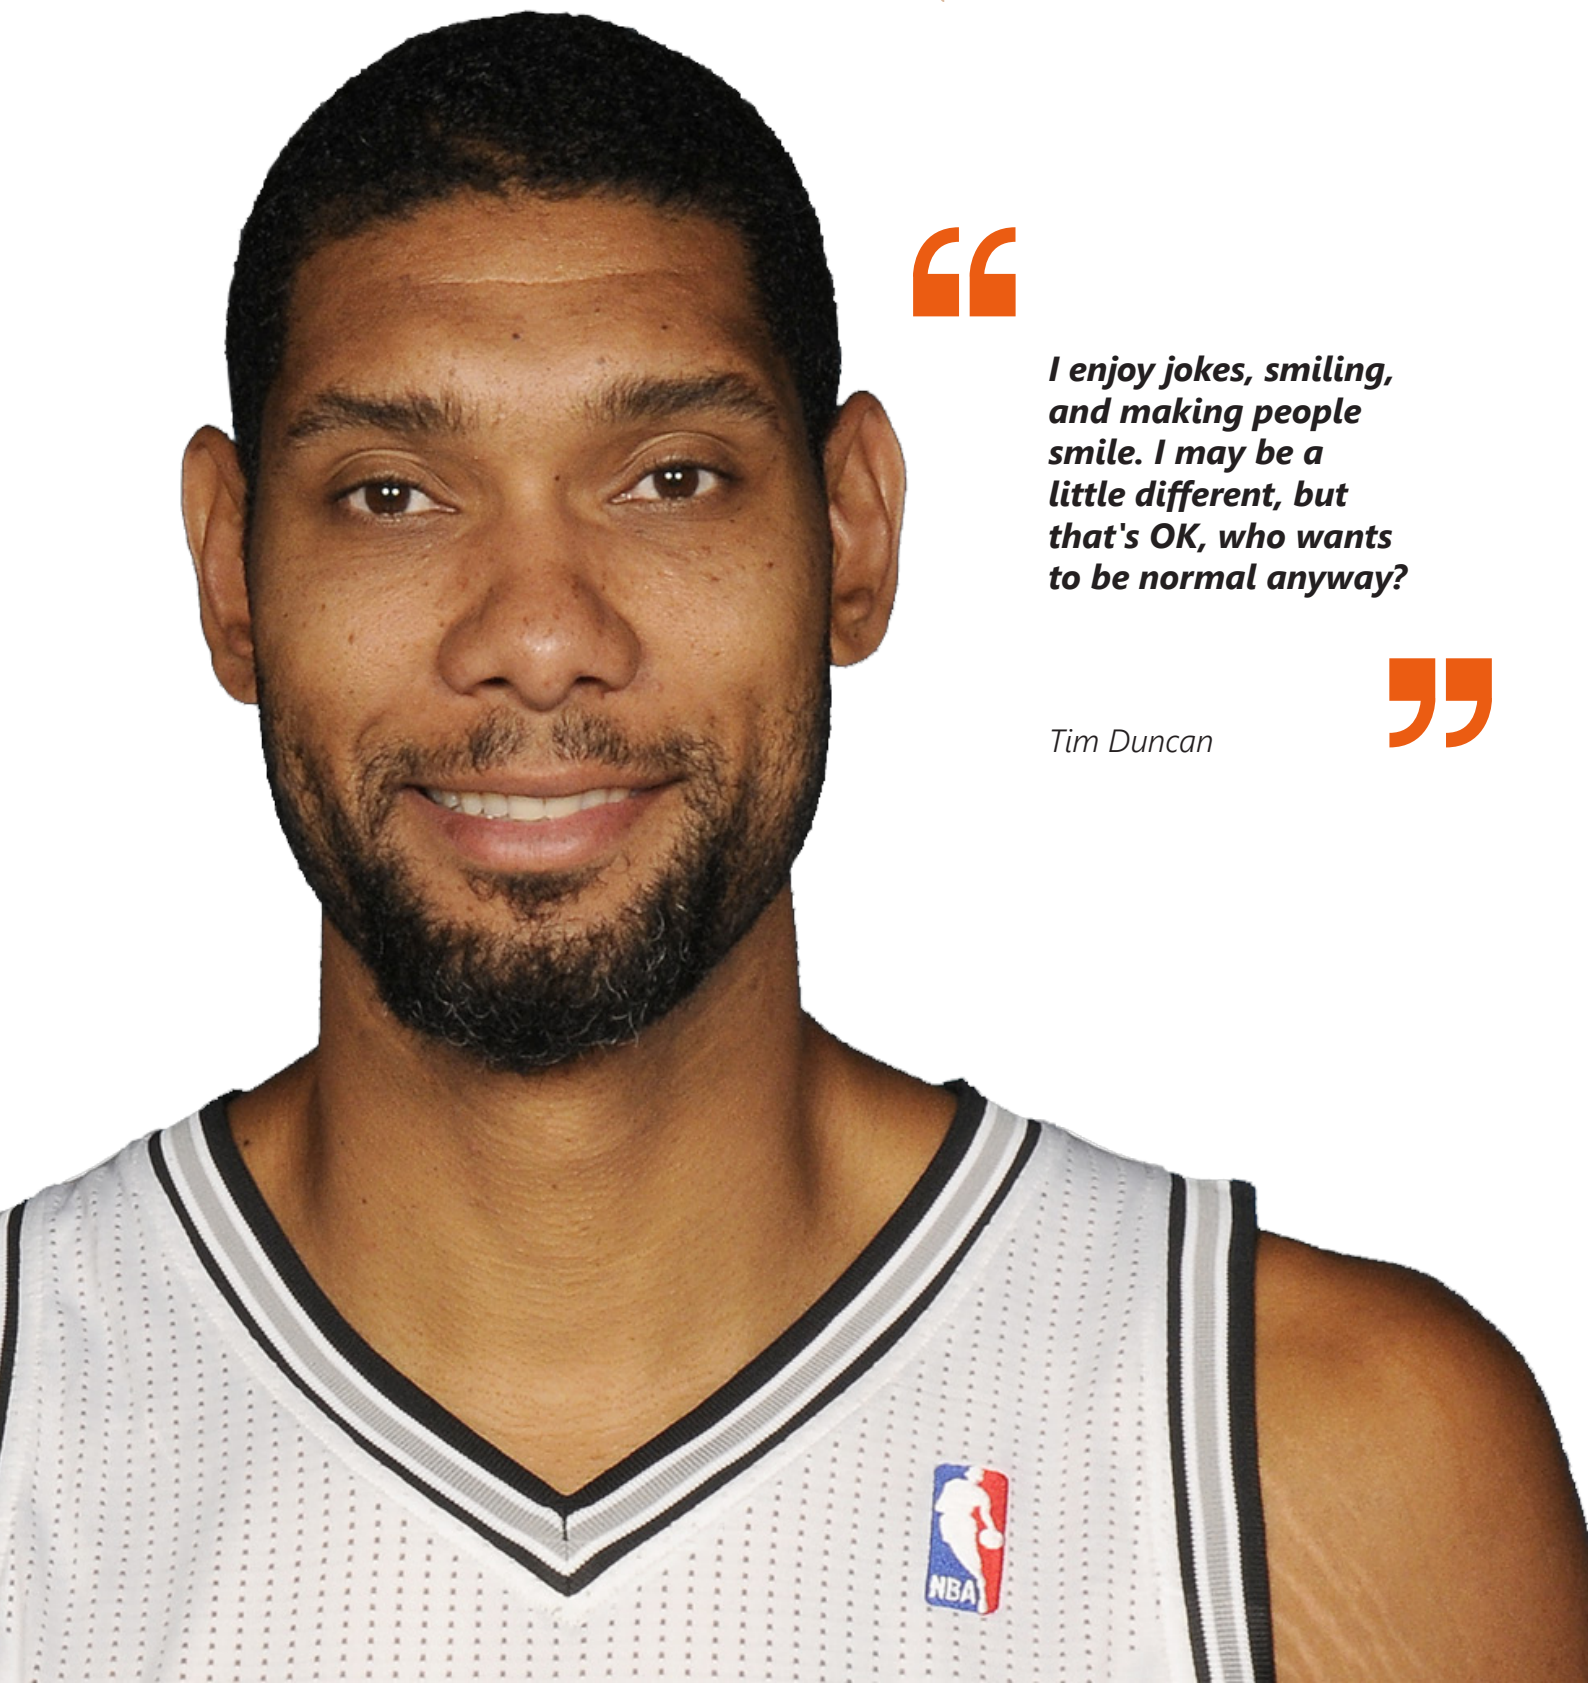 I enjoy jokes, smiling,
and making people
smile. I may be a
little different, but
that's OK, who wants
to be normal anyway?
Tim Duncan
NBA